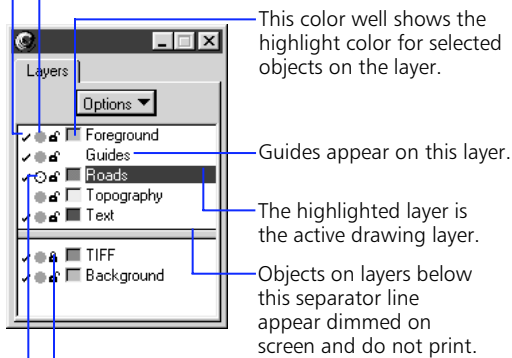 This color well shows the
highlight color for selected
objects on the layer.
Layers
Options
Foreground
Guides
Guides appear on this layer.
Roads
Topography
The highlighted layer is
the active drawing layer.
Text
TIFF
Background
Objects on layers below
this separator line
appear dimmed on
screen and do not print.